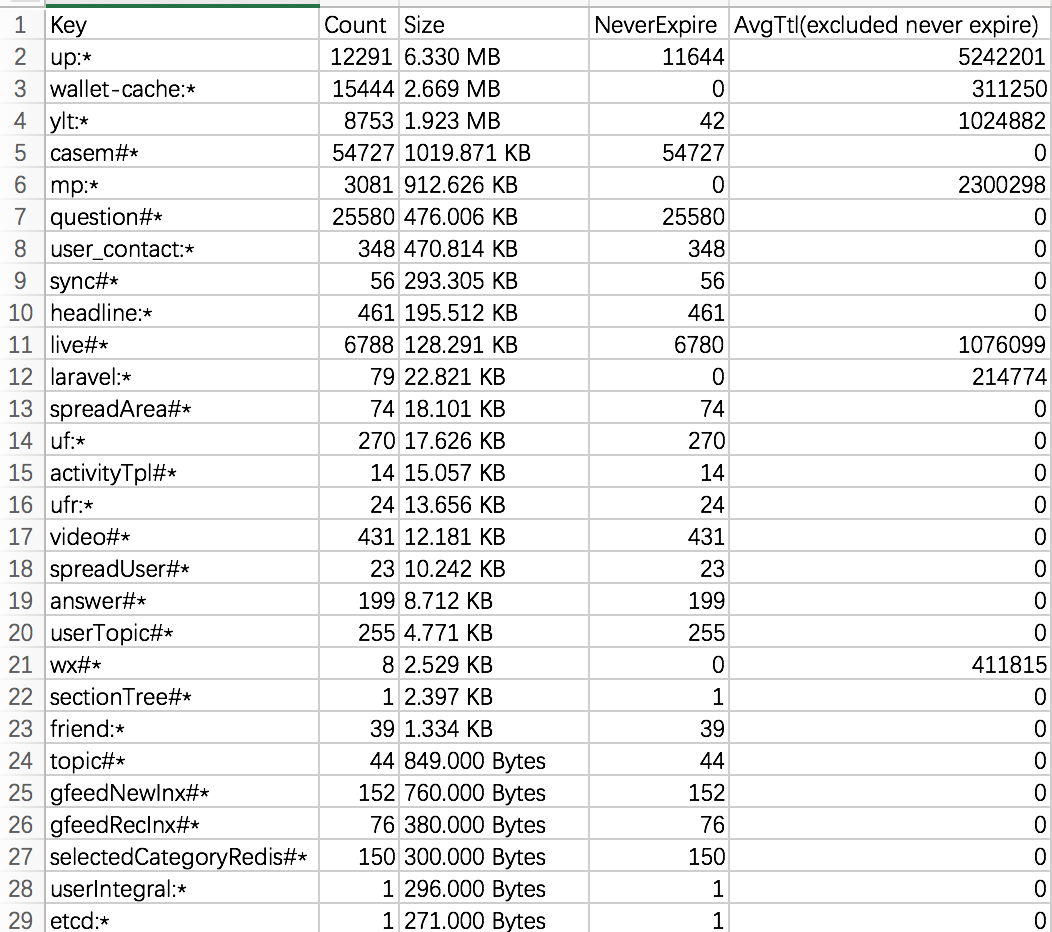 1 Key Count Size NeverExpire AvgTtl(excluded never expire)
2 up:* 12291 6.330 MB 11644 5242201
3 wallet-cache:* 15444 2.669 MB 0 311250
4 ylt:* 8753 1.923 MB 42 1024882
5 casem#* 54727 1019.871 KB 54727 0
6 mp:* 3081 912.626 KB 0 2300298
7 question#* 25580 476.006 KB 25580 0
8 user_contact:* 348 470.814 KB 348 0
9 sync#* 56 293.305 KB 56 0
10 headline:* 461 195.512 KB 461 0
11 live#* 6788 128.291 KB 6780 1076099
12 laravel:* 79 22.821 KB 0 214774
13 spreadArea#* 74 18.101 KB 74 0
14 uf:* 270 17.626 KB 270 0
15 activityTpl#* 14 15.057 KB 14 0
16 ufr:* 24 13.656 KB 24 0
17 video#* 431 12.181 KB 431 0
18 spreadUser#* 23 10.242 KB 23 0
19 answer#* 199 8.712 KB 199 0
20 userTopic#* 255 4.771 KB 255 0
21 wx#* 8 2.529 KB 0 411815
22 sectionTree#* 1 2.397 KB 1 0
23 friend:* 39 1.334 KB 39 0
24 topic#* 44 849.000 Bytes 44 0
25 gfeedNewInx#* 152 760.000 Bytes 152 0
26 gfeedRecInx#* 76 380.000 Bytes 76 0
27 selectedCategoryRedis#* 150 300.000 Bytes 150 0
28 userIntegral:* 1 296.000 Bytes 1 0
29 etcd:* 1 271.000 Bytes 1 0